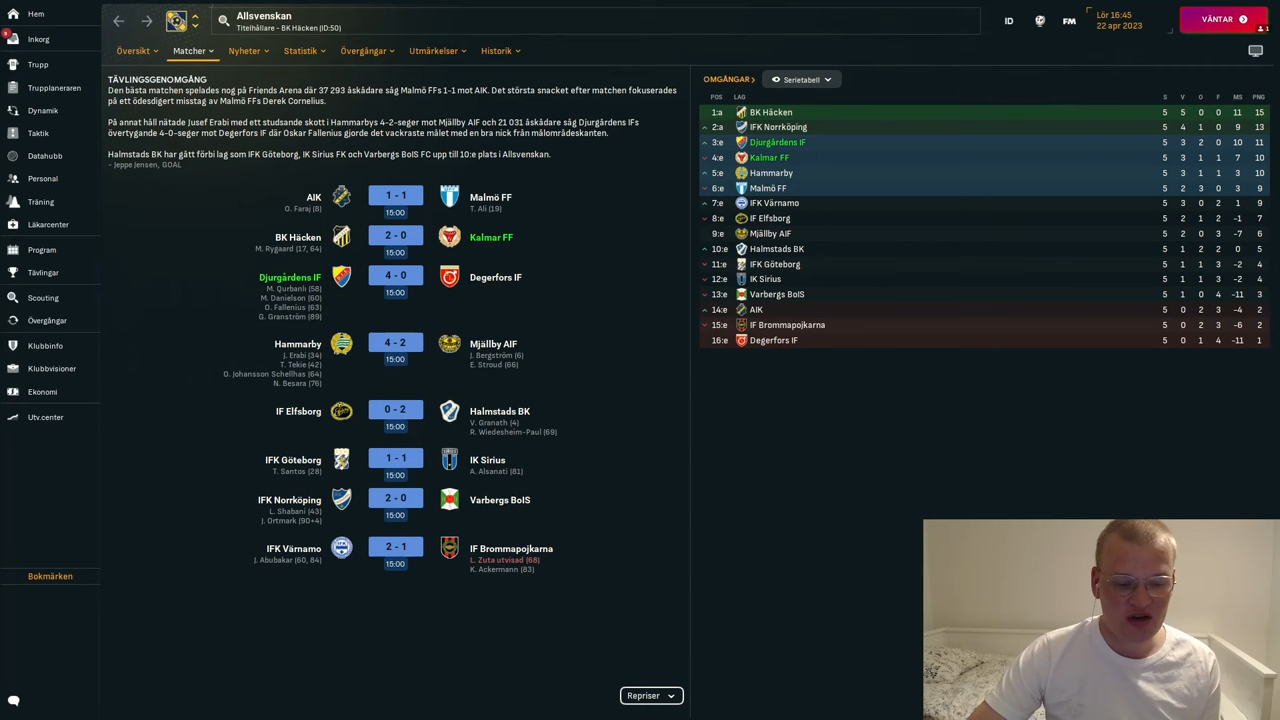 Hem
Allsvenskan
Titelhållare - BK Häcken (ID:50)
ID
FM
Lör 16:45
22 apr 2023
VÄNTAR
1
5
Inkorg
Trupp
Trupplaneraren
Dynamik
Taktik
Datahubb
Personal
Träning
Läkarcenter
Program
Tävlingar
Scouting
Övergångar
Klubbinfo
Klubbvisioner
Ekonomi
Utv.center
Bokmärken
Översikt
Matcher
Nyheter
Statistik
Övergångar
Utmärkelser
Historik
TÄVLINGSGENOMGÅNG
Den bästa matchen spelades nog på Friends Arena där 37 293 åskådare såg Malmö FFs 1-1 mot AIK. Det största snacket efter matchen fokuserades
på ett ödesdigert misstag av Malmö FFs Derek Cornelius.
På annat håll nätade Jusef Erabi med ett studsande skott i Hammarbys 4-2-seger mot Mjällby AIF och 21 031 åskådare såg Djurgårdens IFs
övertygande 4-0-seger mot Degerfors IF där Oskar Fallenius gjorde det vackraste målet med en bra nick från målområdeskanten.
Halmstads BK har gått förbi lag som IFK Göteborg, IK Sirius FK och Varbergs BoIS FC upp till 10:e plats i Allsvenskan.
- Jeppe Jensen, GOAL
AIK 1 - 1 Malmö FF
O. Faraj (8) 15:00 T. Ali (19)
BK Häcken 2 - 0 Kalmar FF
M. Rygaard (17, 64) 15:00
Djurgårdens IF 4 - 0 Degerfors IF
M. Qurbanlı (58) 15:00
M. Danielson (60)
O. Fallenius (63)
G. Granström (89)
Hammarby 4 - 2 Mjällby AIF
J. Erabi (34) 15:00 J. Bergström (6)
T. Tekie (42) E. Stroud (66)
O. Johansson Schellhas (64)
N. Besara (76)
IF Elfsborg 0 - 2 Halmstads BK
15:00 V. Granath (4)
R. Wiedesheim-Paul (69)
IFK Göteborg 1 - 1 IK Sirius
T. Santos (28) 15:00 A. Alsanati (81)
IFK Norrköping 2 - 0 Varbergs BoIS
L. Shabani (43) 15:00
J. Ortmark (90+4)
IFK Värnamo 2 - 1 IF Brommapojkarna
J. Abubakar (60, 84) 15:00 L. Zuta utvisad (68)
K. Ackermann (83)
Repriser
OMGÅNGAR Serietabell
POS LAG S V O F MS PNG
1:a BK Häcken 5 5 0 0 11 15
2:a IFK Norrköping 5 4 1 0 9 13
3:e Djurgårdens IF 5 3 2 0 10 11
4:e Kalmar FF 5 3 1 1 7 10
5:e Hammarby 5 3 1 1 3 10
6:e Malmö FF 5 2 3 0 3 9
7:e IFK Värnamo 5 3 0 2 1 9
8:e IF Elfsborg 5 2 1 2 -1 7
9:e Mjällby AIF 5 2 0 3 -7 6
10:e Halmstads BK 5 1 2 2 0 5
11:e IFK Göteborg 5 1 1 3 -2 4
12:e IK Sirius 5 1 1 3 -2 4
13:e Varbergs BoIS 5 1 0 4 -11 3
14:e AIK 5 0 2 3 -4 2
15:e IF Brommapojkarna 5 0 2 3 -6 2
16:e Degerfors IF 5 0 1 4 -11 1